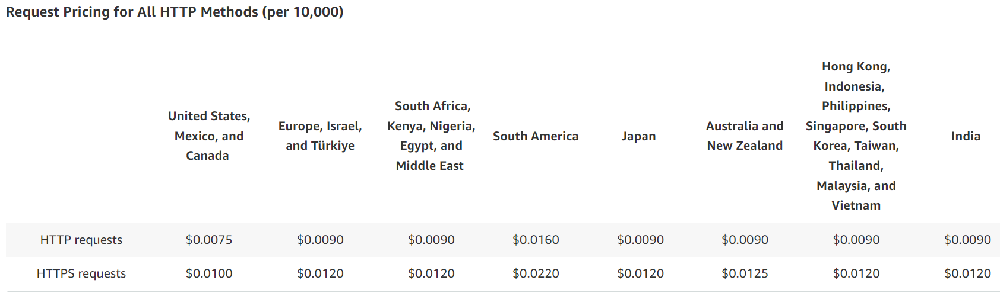 Request Pricing for All HTTP Methods (per 10,000)
United States,
Mexico, and
Canada
Europe, Israel,
and Türkiye
South Africa,
Kenya, Nigeria,
Egypt, and
Middle East
South America
Japan
Australia and
New Zealand
Hong Kong,
Indonesia,
Philippines,
Singapore, South
Korea, Taiwan,
Thailand,
Malaysia, and
Vietnam
India
HTTP requests $0.0075 $0.0090 $0.0090 $0.0160 $0.0090 $0.0090 $0.0090 $0.0090
HTTPS requests $0.0100 $0.0120 $0.0120 $0.0220 $0.0120 $0.0125 $0.0120 $0.0120